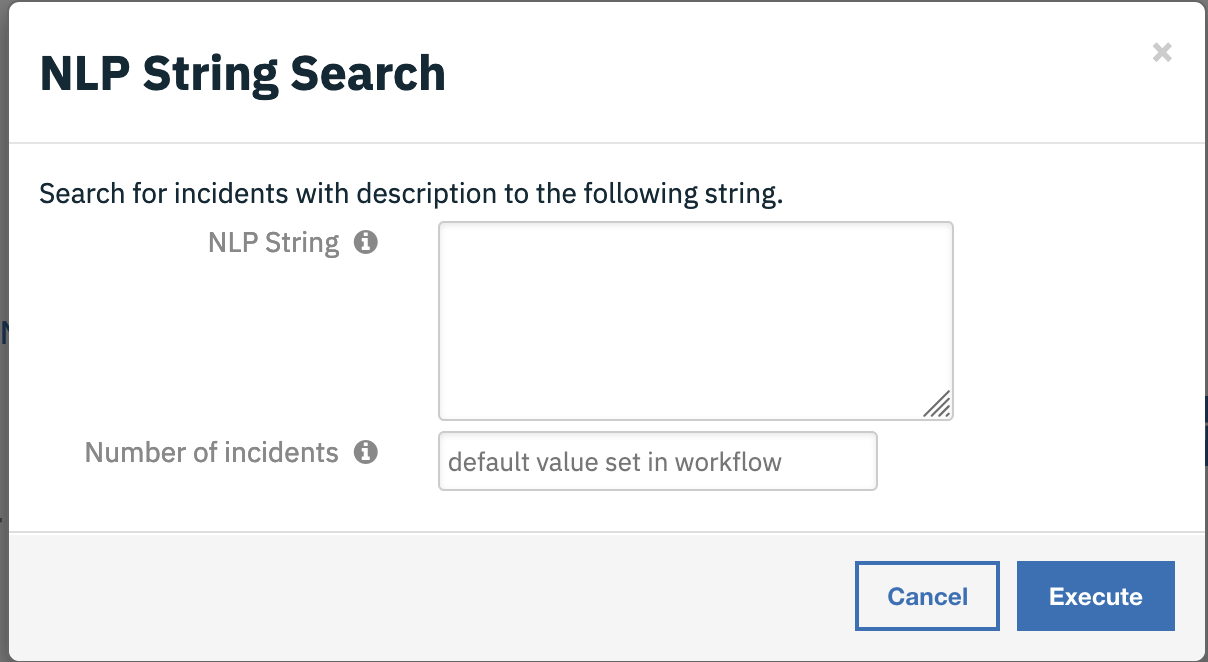 NLP String Search
×
Search for incidents with description to the following string.
NLP String
Number of incidents
default value set in workflow
Cancel
Execute